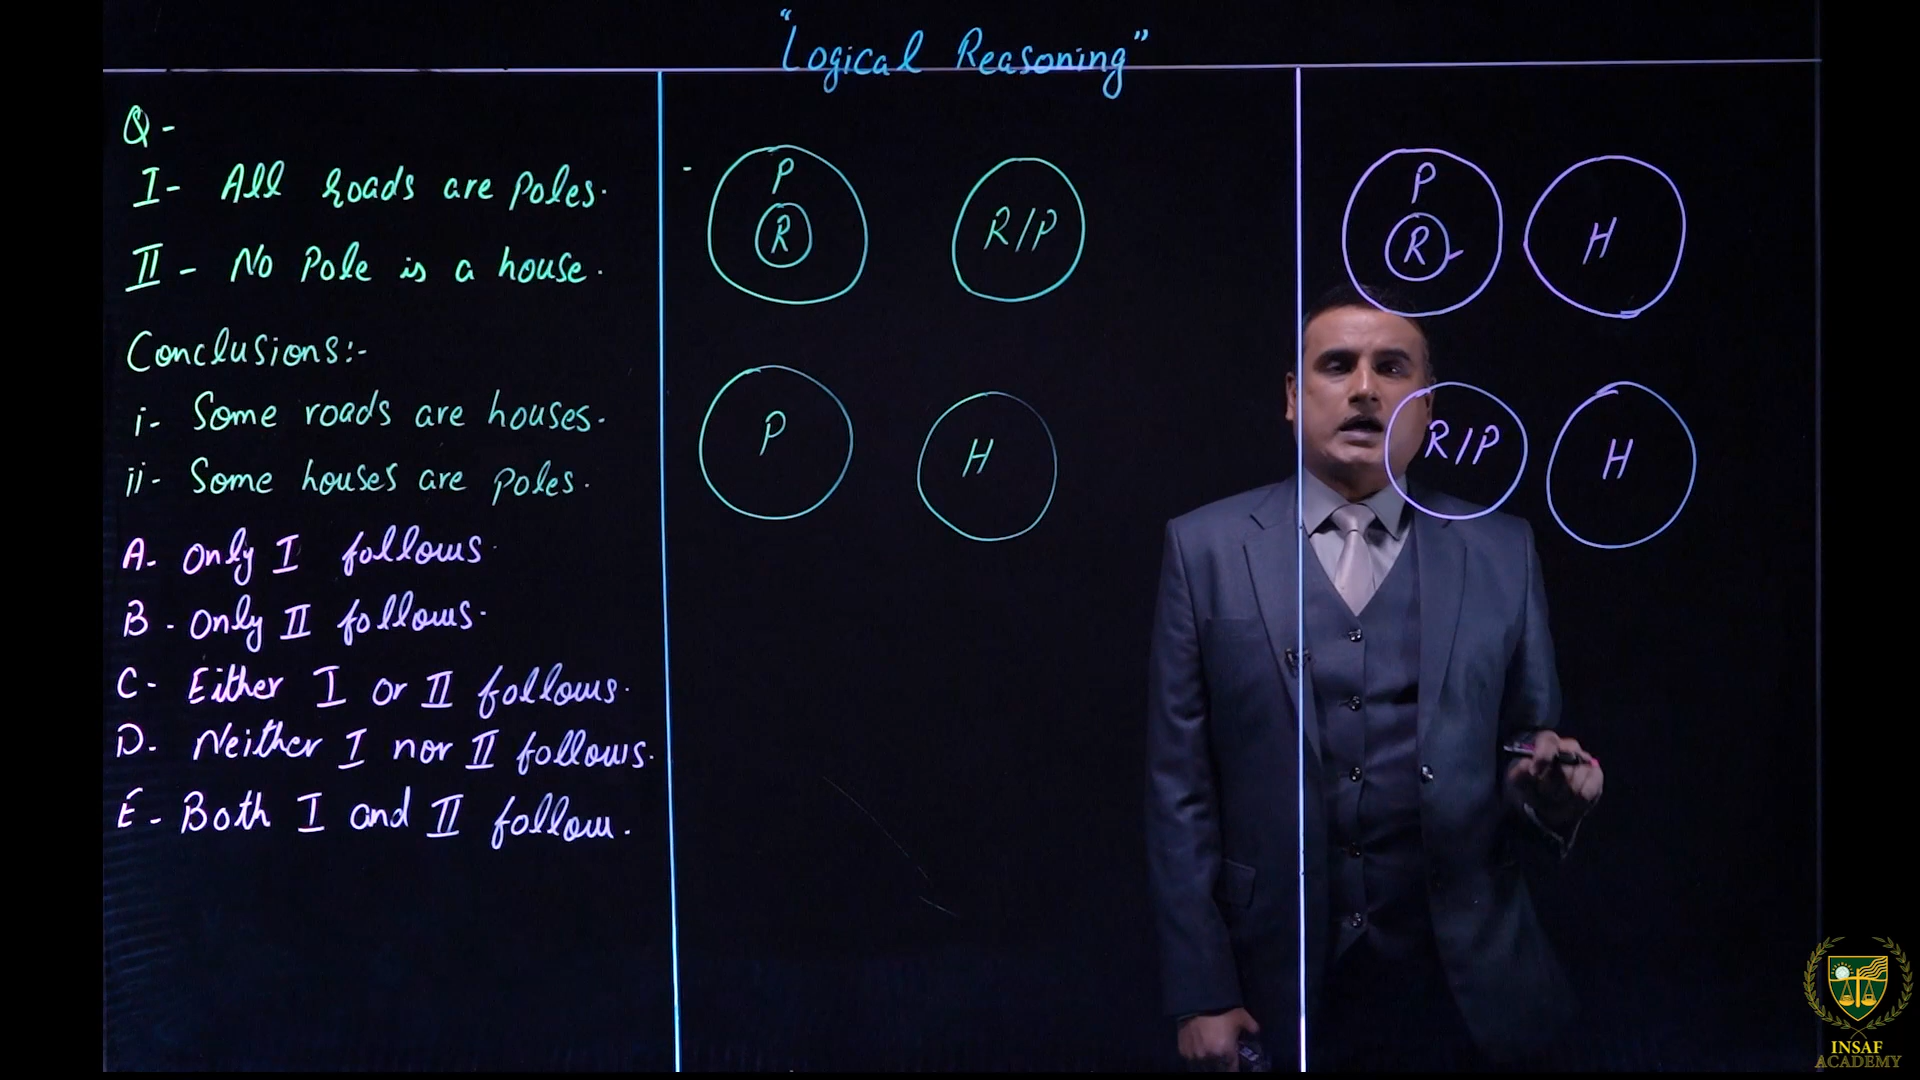 "Logical Reasoning"
Q-
I- All roads are poles.
II- No Pole is a house.
Conclusions:-
i- Some roads are houses.
ii- Some houses are poles.
A- Only I follows.
B- Only II follows.
C- Either I or II follows.
D- Neither I nor II follows.
E- Both I and II follow.
P
R
R/P
P
H
P
R
H
R/P
H
INSAF
ACADEMY